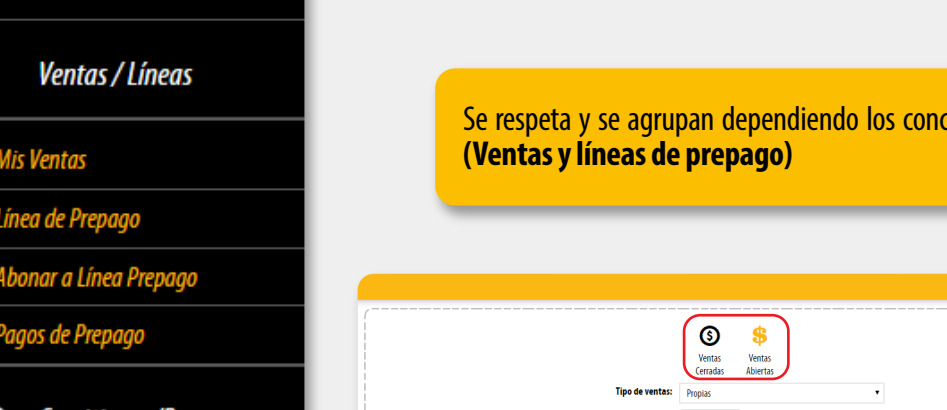 Ventas / Líneas
Mis Ventas
Línea de Prepago
Abonar a Línea Prepago
Pagos de Prepago
Se respeta y se agrupan dependiendo los
(Ventas y líneas de prepago)
Ventas Cerradas
Ventas Abiertas
Tipo de ventas: Propias